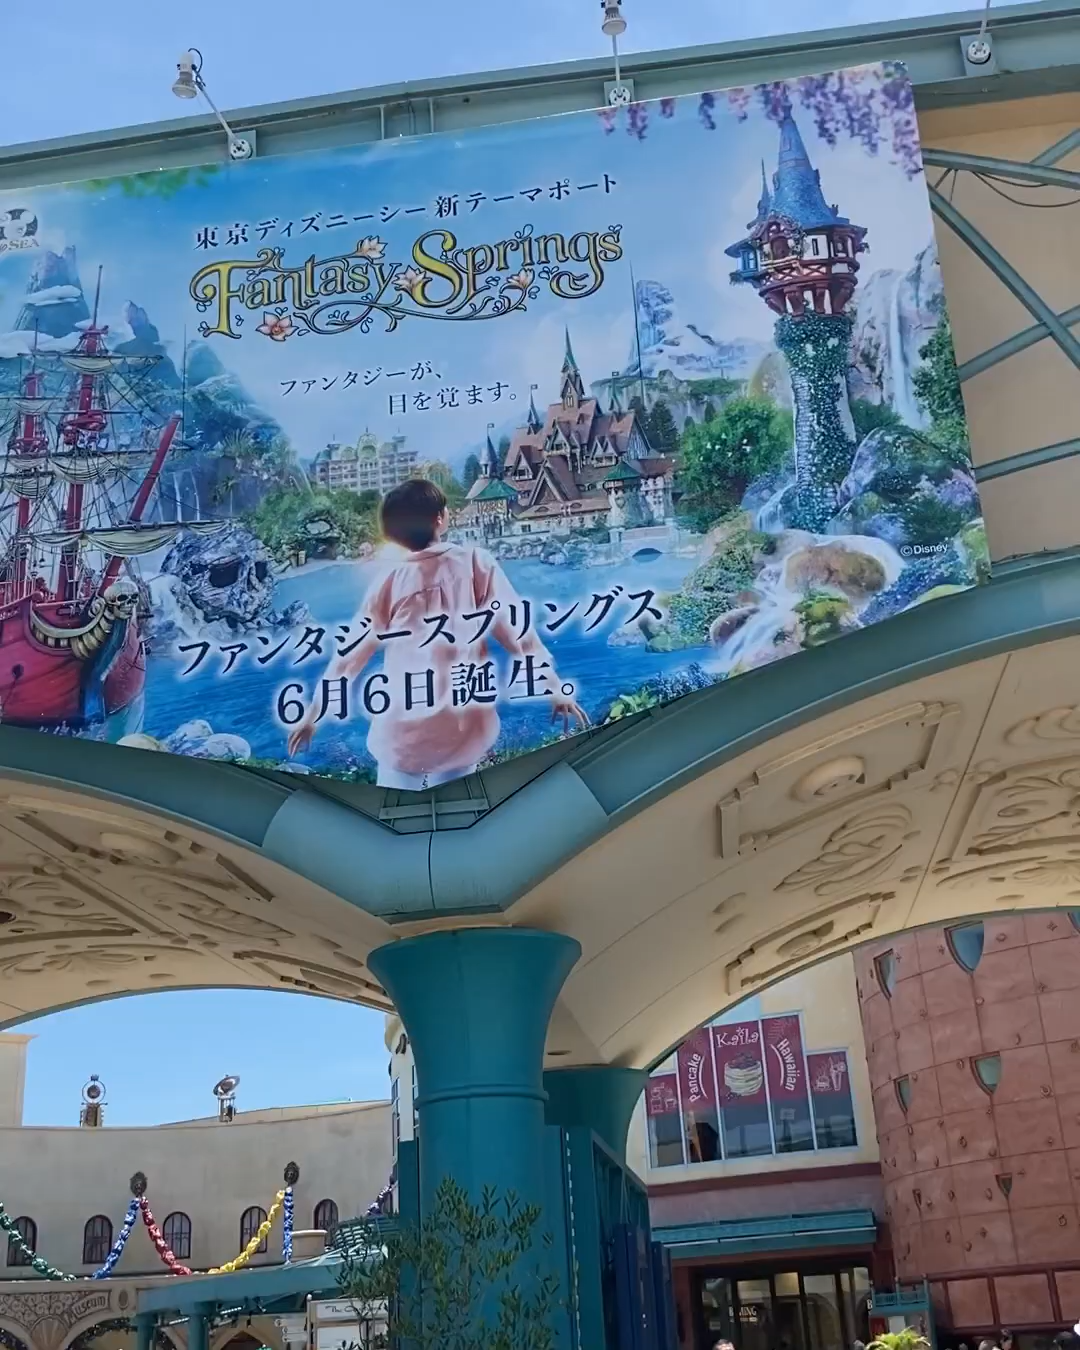 SEA
東京ディズニーシー新テーマポート
Fantasy Springs
ファンタジーが、
目を覚ます。
©Disney
ファンタジースプリングス
6月6日誕生。
Pancake
Kaila
Hawaiian
Museum